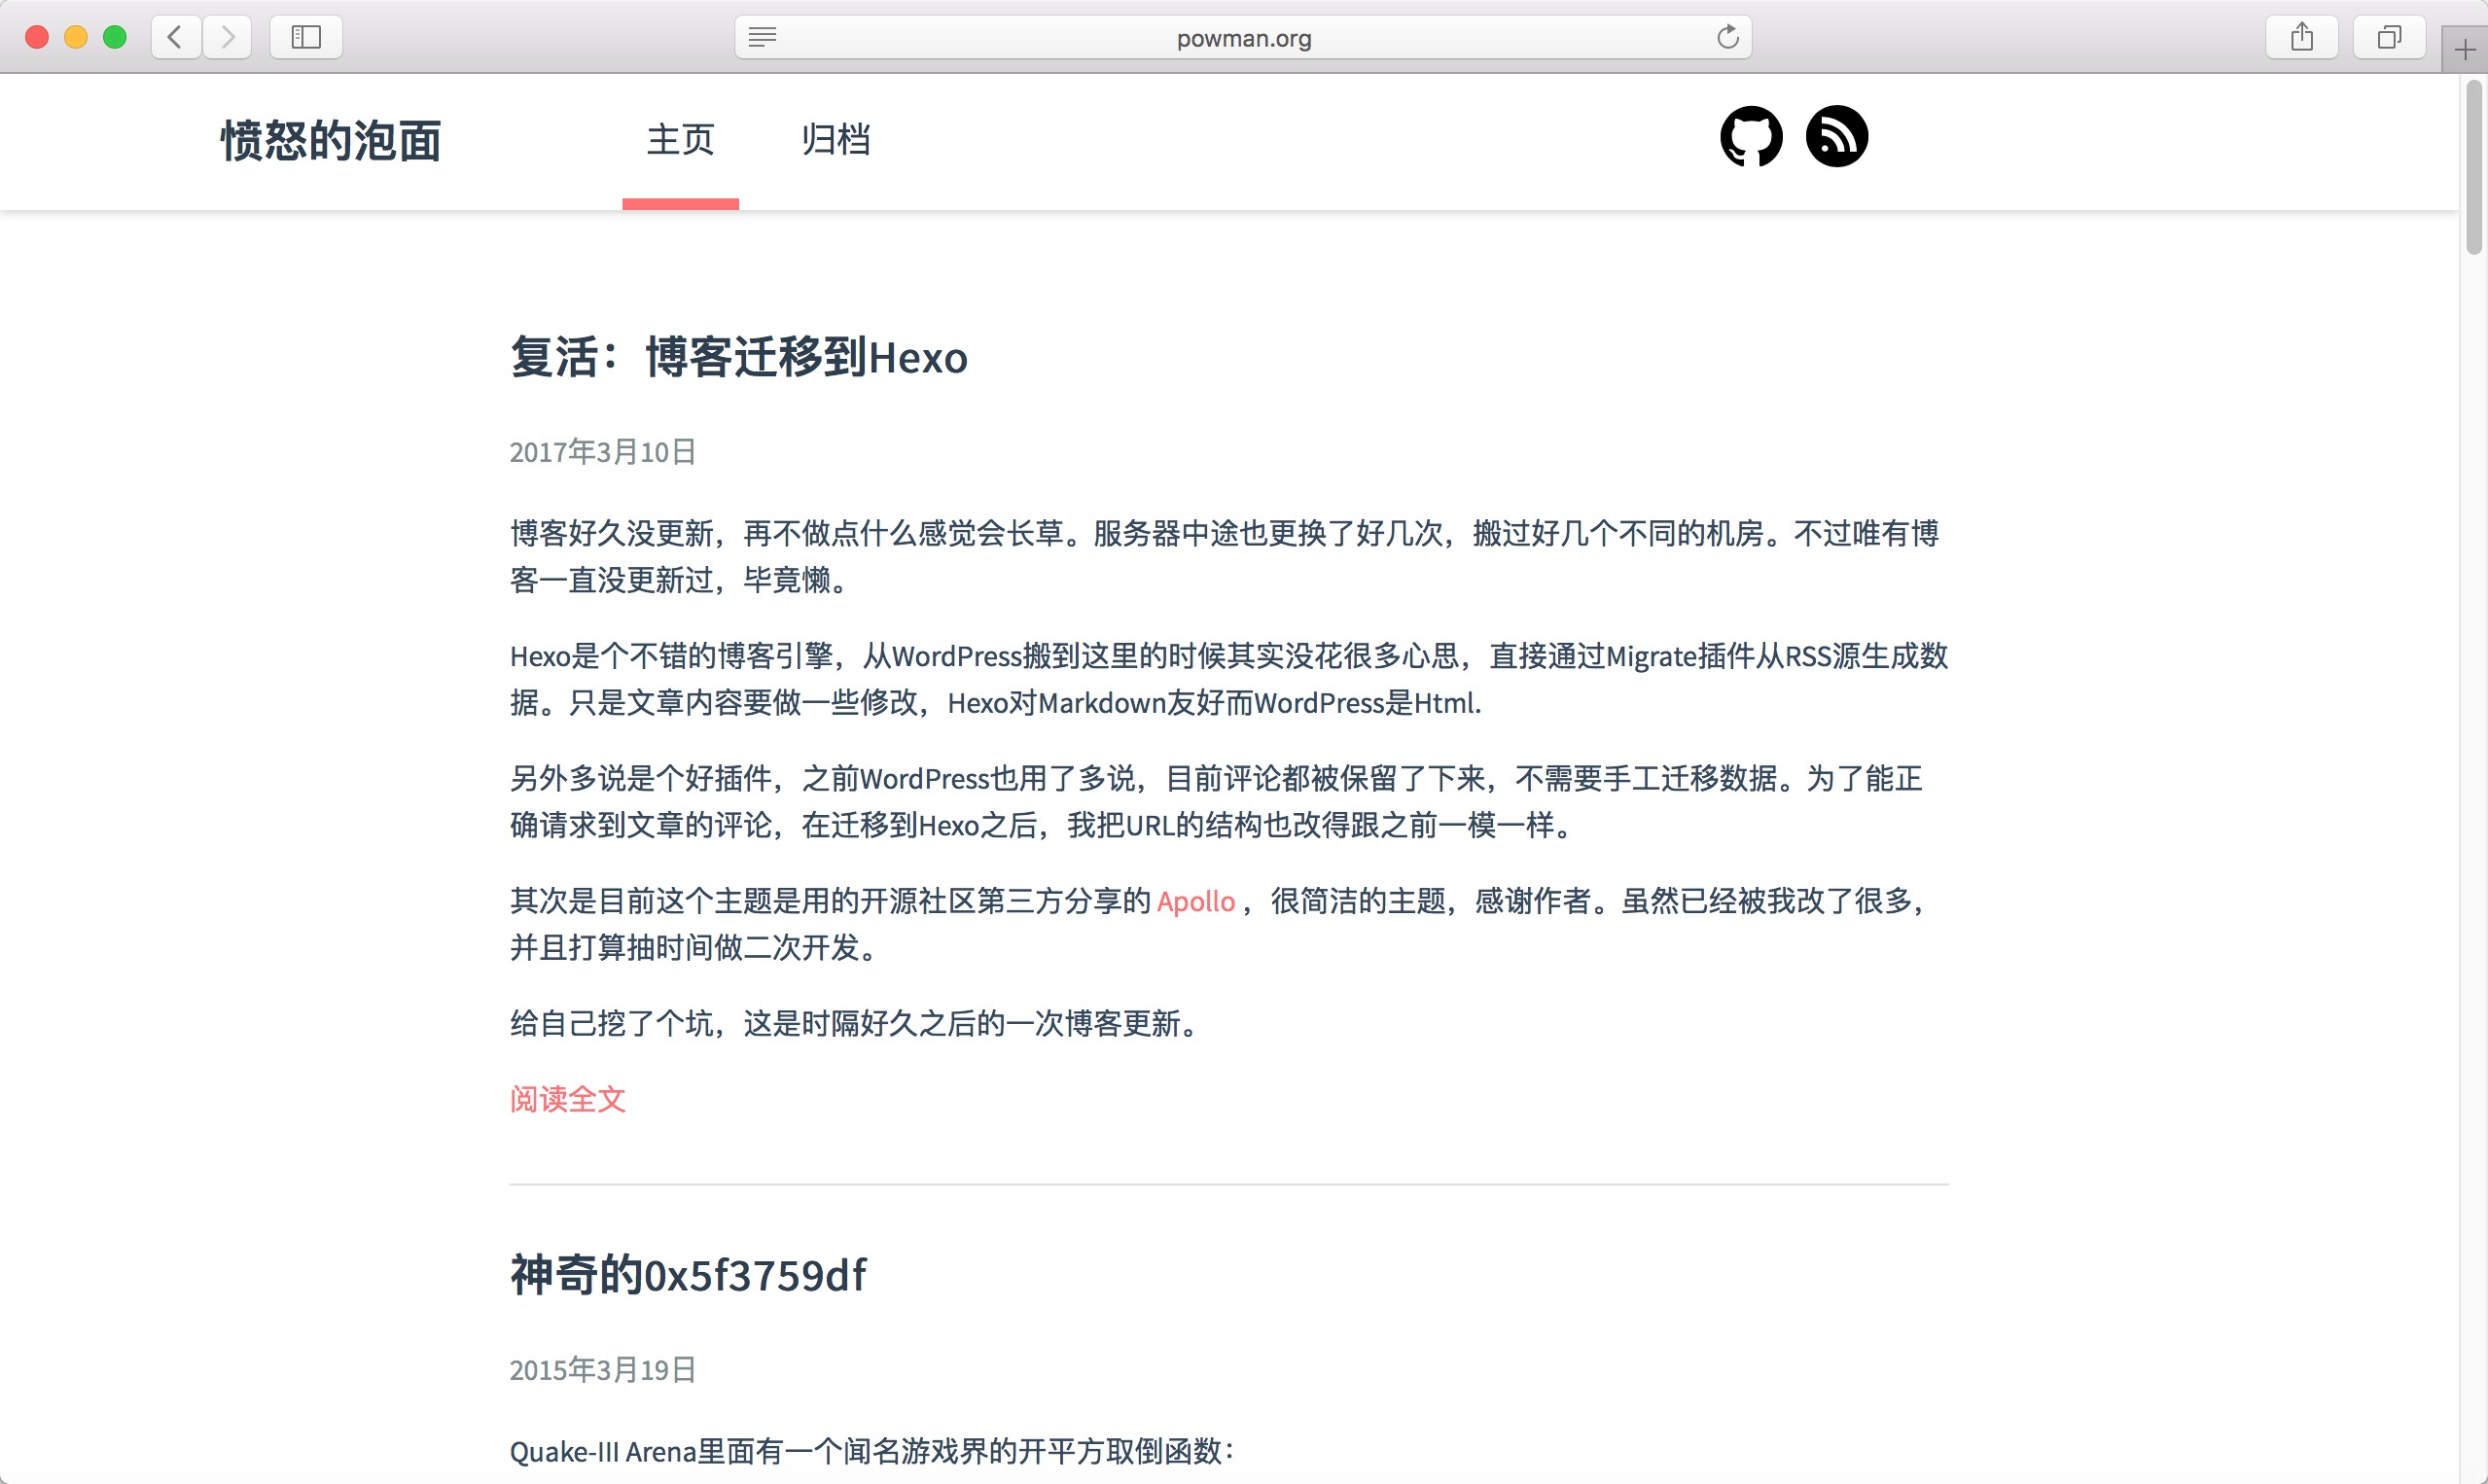 powman.org
愤怒的泡面
主页
归档
复活：博客迁移到Hexo
2017年3月10日
博客好久没更新，再不做点什么感觉会长草。服务器中途也更换了好几次，搬过好几个不同的机房。不过唯有博
客一直没更新过，毕竟懒。
Hexo是个不错的博客引擎，从WordPress搬到这里的时候其实没花很多心思，直接通过Migrate插件从RSS源生成数
据。只是文章内容要做一些修改，Hexo对Markdown友好而WordPress是Html.
另外多说是个好插件，之前WordPress也用了多说，目前评论都被保留了下来，不需要手工迁移数据。为了能正
确请求到文章的评论，在迁移到Hexo之后，我把URL的结构也改得跟之前一模一样。
其次是目前这个主题是用的开源社区第三方分享的 Apollo ，很简洁的主题，感谢作者。虽然已经被我改了很多，
并且打算抽时间做二次开发。
给自己挖了个坑，这是时隔好久之后的一次博客更新。
阅读全文
神奇的0x5f3759df
2015年3月19日
Quake-III Arena里面有一个闻名游戏界的开平方取倒函数：